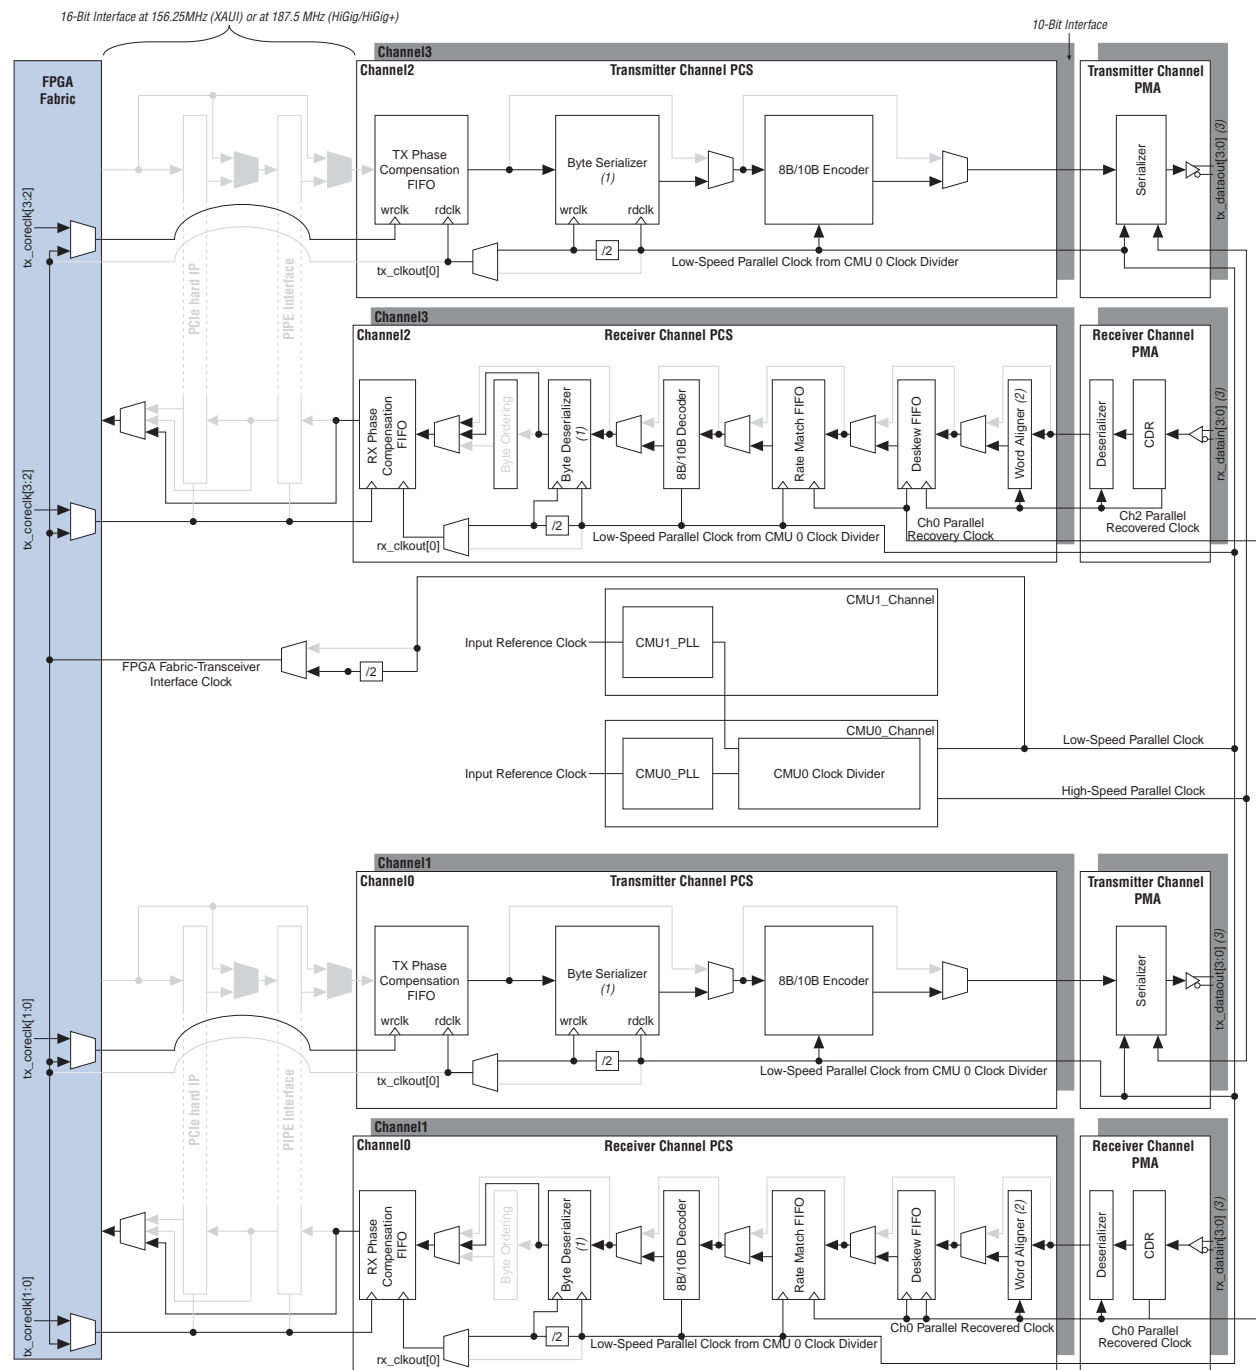 16-Bit Interface at 156.25MHz (XAUI) or at 187.5 MHz (HiGig/HiGig+)
10-Bit Interface
Channel3
Channel2
Transmitter Channel PCS
Transmitter Channel
PMA
FPGA
Fabric
TX Phase
Compensation
FIFO
wrclk
rdclk
Byte Serializer
(1)
wrclk
rdclk
8B/10B Encoder
Serializer
tx_dataout[3:0] (3)
tx_coreclk[3:2]
/2
tx_clkout[0]
Low-Speed Parallel Clock from CMU 0 Clock Divider
PCIe hard IP
PIPE Interface
Channel3
Channel2
Receiver Channel PCS
Receiver Channel
PMA
RX Phase
Compensation
FIFO
Byte Ordering
Byte Deserializer
(1)
8B/10B Decoder
Rate Match FIFO
Deskew FIFO
Word Aligner (2)
Deserializer
CDR
rx_datain[3:0] (3)
tx_coreclk[3:2]
/2
rx_clkout[0]
Low-Speed Parallel Clock from CMU 0 Clock Divider
Ch0 Parallel
Recovery Clock
Ch2 Parallel
Recovered Clock
CMU1_Channel
Input Reference Clock
CMU1_PLL
/2
FPGA Fabric-Transceiver
Interface Clock
CMU0_Channel
Low-Speed Parallel Clock
Input Reference Clock
CMU0_PLL
CMU0 Clock Divider
High-Speed Parallel Clock
Channel1
Channel0
Transmitter Channel PCS
Transmitter Channel
PMA
TX Phase
Compensation
FIFO
wrclk
rdclk
Byte Serializer
(1)
wrclk
rdclk
8B/10B Encoder
Serializer
tx_dataout[3:0] (3)
tx_coreclk[1:0]
/2
tx_clkout[0]
Low-Speed Parallel Clock from CMU 0 Clock Divider
PCIe hard IP
PIPE Interface
Channel1
Channel0
Receiver Channel PCS
Receiver Channel
PMA
RX Phase
Compensation
FIFO
Byte Ordering
Byte Deserializer
(1)
8B/10B Decoder
Rate Match FIFO
Deskew FIFO
Word Aligner (2)
Deserializer
CDR
rx_datain[3:0] (3)
tx_coreclk[1:0]
/2
rx_clkout[0]
Low-Speed Parallel Clock from CMU 0 Clock Divider
Ch0 Parallel Recovered Clock
Ch0 Parallel
Recovered Clock